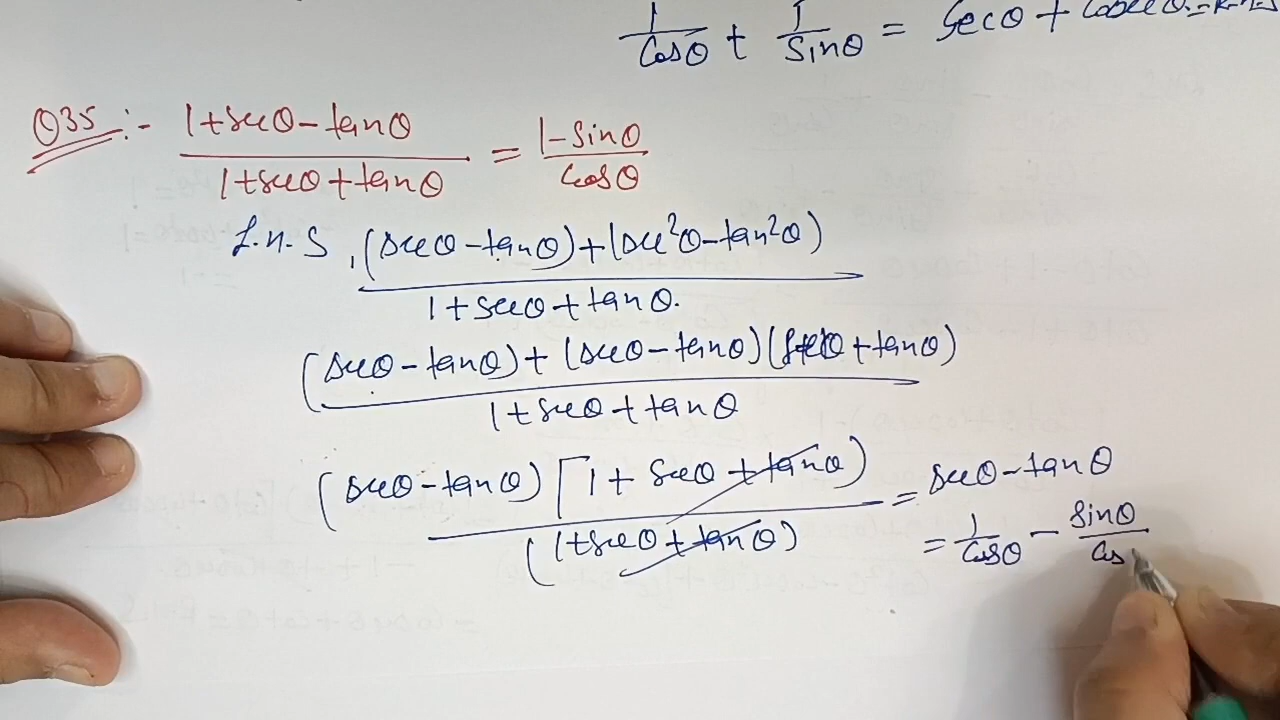 1/Cosθ + 1/Sinθ = Secθ + Cosecθ =
Q35 :- (1+secθ-tanθ)/(1+secθ+tanθ) = (1-sinθ)/cosθ
L.H.S, ((secθ-tanθ)+(sec²θ-tan²θ))/(1+secθ+tanθ.)
((secθ-tanθ)+(secθ-tanθ)(secθ+tanθ))/(1+secθ+tanθ)
(secθ-tanθ)[1+secθ+tanθ)/(1+secθ+tanθ) = secθ-tanθ
= 1/cosθ - sinθ/cos